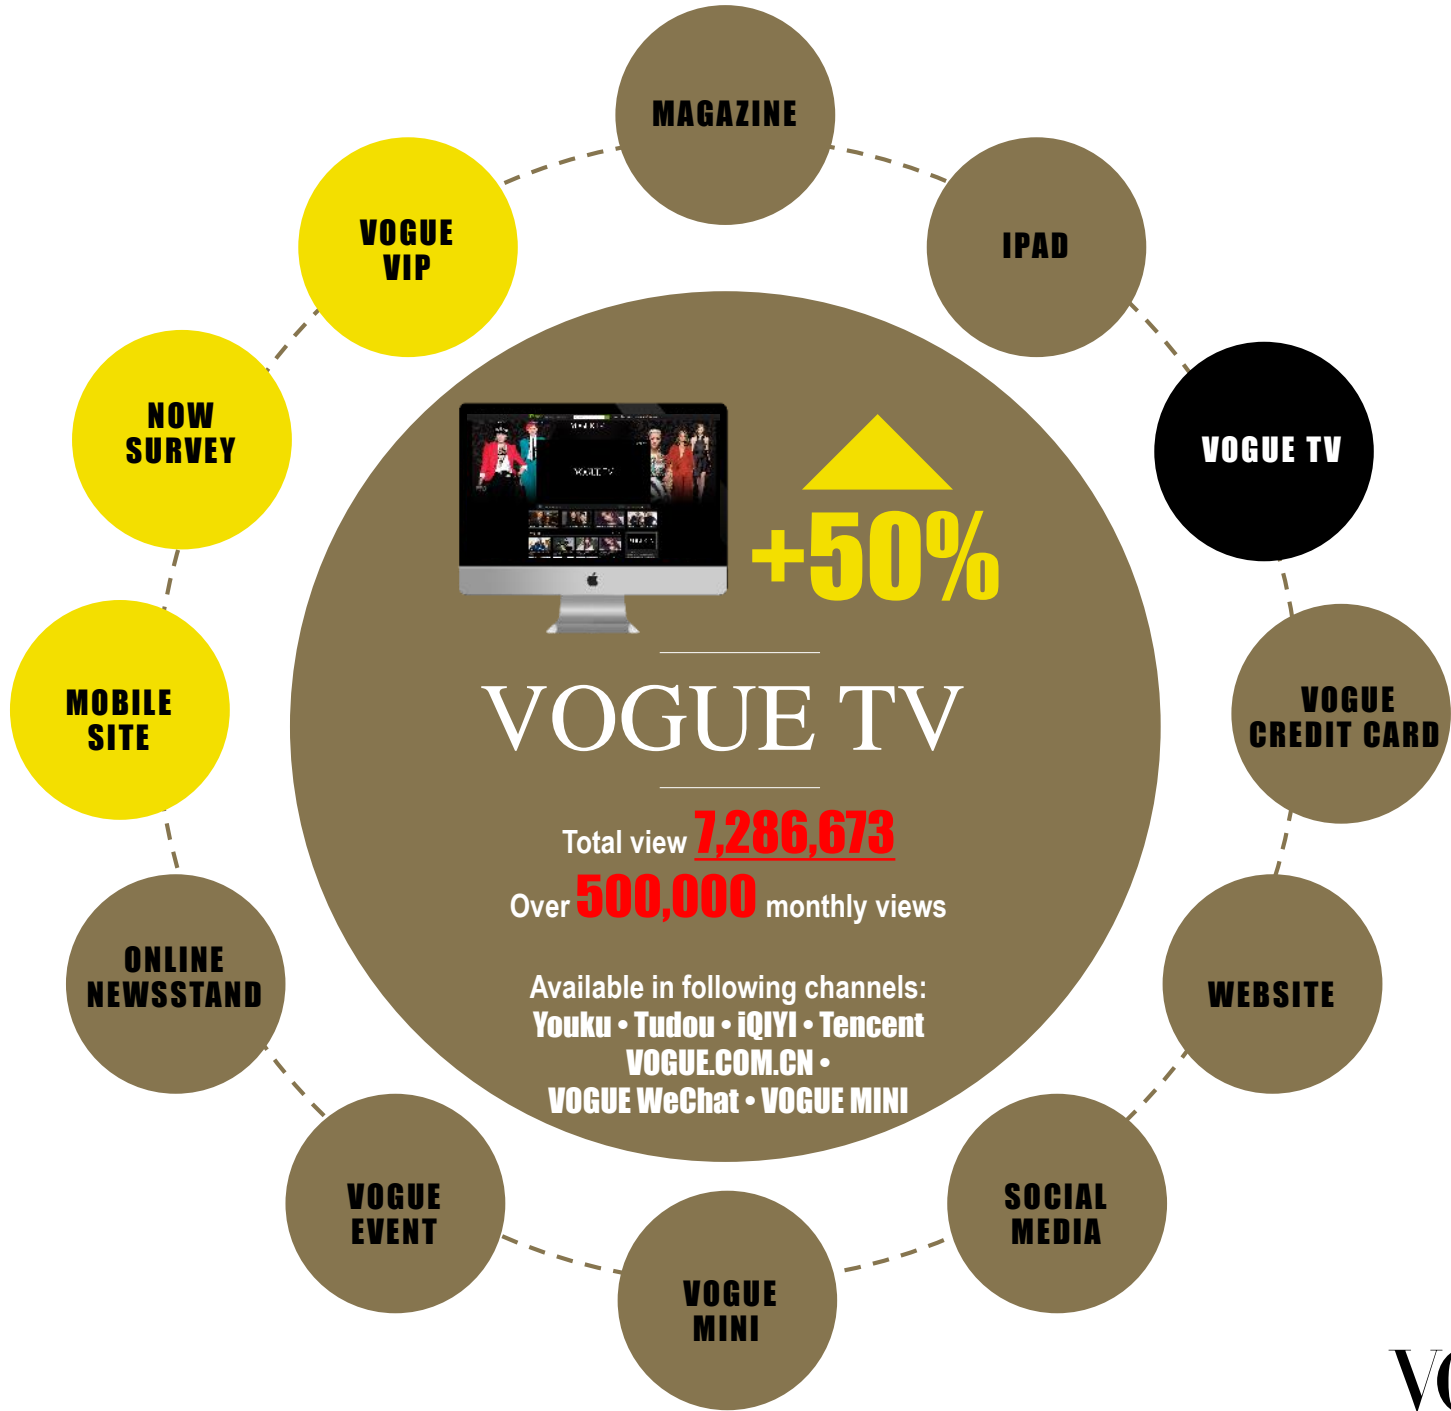 MAGAZINE
IPAD
VOGUE TV
VOGUE
CREDIT CARD
WEBSITE
SOCIAL
MEDIA
VOGUE
MINI
VOGUE
EVENT
ONLINE
NEWSSTAND
MOBILE
SITE
NOW
SURVEY
VOGUE
VIP
VOGUE TV
+50%
VOGUE TV
Total view 7,286,673
Over 500,000 monthly views
Available in following channels:
Youku • Tudou • iQIYI • Tencent
VOGUE.COM.CN •
VOGUE WeChat • VOGUE MINI